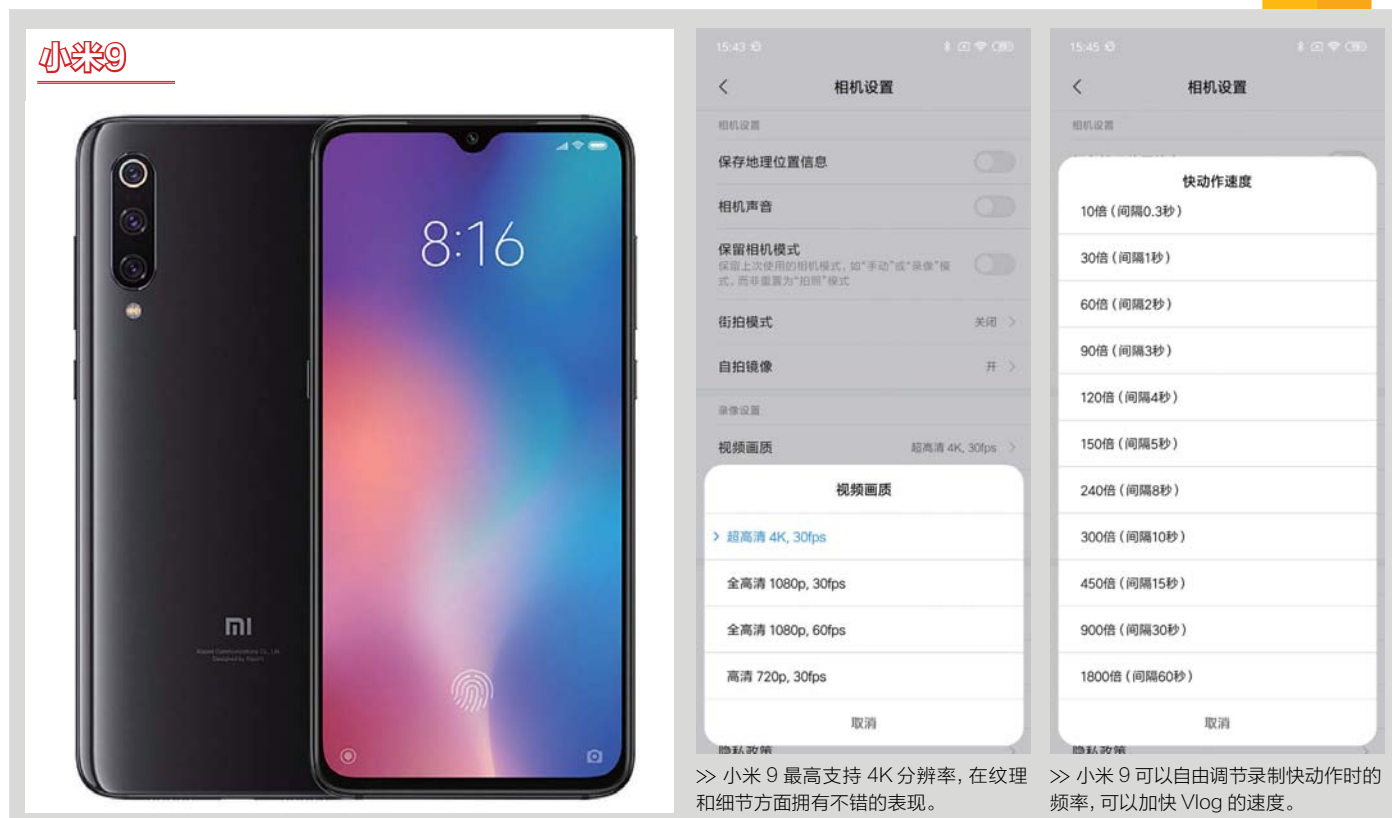 小米9
8:16
mi
15:43
相机设置
相机设置
保存地理位置信息
相机声音
保留相机模式
保留上次使用的相机模式，如“手动”或“录像”模
式，而非重置为“拍照”模式
街拍模式 关闭
自拍镜像 开
录像设置
视频画质 超高清 4K, 30fps
视频画质
超高清 4K, 30fps
全高清 1080p, 30fps
全高清 1080p, 60fps
高清 720p, 30fps
取消
隐私政策
>> 小米 9 最高支持 4K 分辨率，在纹理
和细节方面拥有不错的表现。
15:45
相机设置
相机设置
快动作速度
10倍（间隔0.3秒）
30倍（间隔1秒）
60倍（间隔2秒）
90倍（间隔3秒）
120倍（间隔4秒）
150倍（间隔5秒）
240倍（间隔8秒）
300倍（间隔10秒）
450倍（间隔15秒）
900倍（间隔30秒）
1800倍（间隔60秒）
取消
隐私政策
>> 小米 9 可以自由调节录制快动作时的
频率，可以加快 Vlog 的速度。